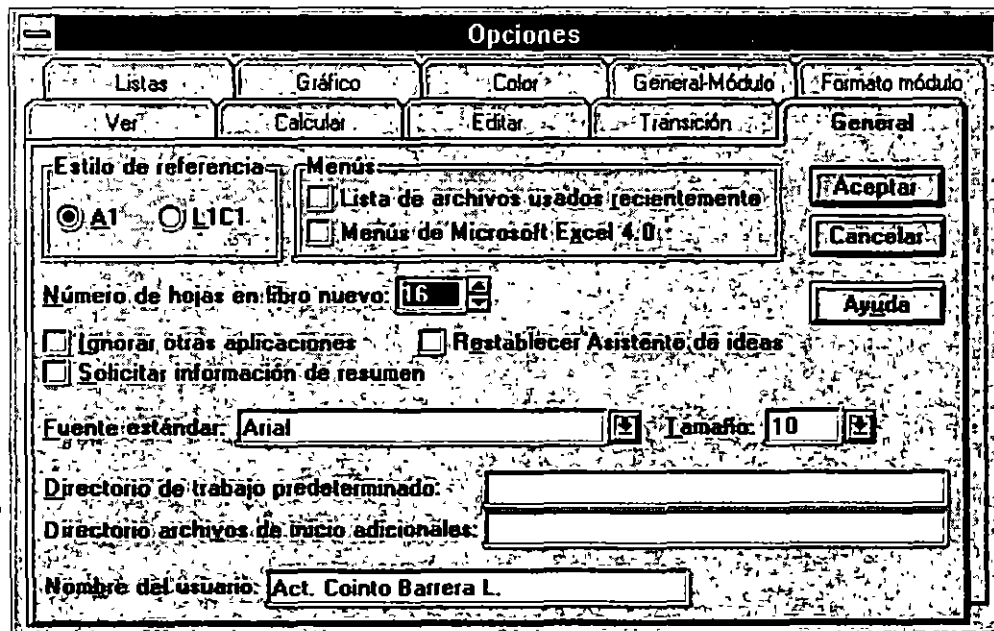 Opciones
Listas Gráfico Color General-Módulo Formato módulo
Ver Calcular Editar Transición General
Estilo de referencia
A1 L1C1
Menús:
Lista de archivos usados recientemente
Menús de Microsoft Excel 4.0
Aceptar
Cancelar
Ayuda
Número de hojas en libro nuevo: 16
Ignorar otras aplicaciones Restablecer Asistente de ideas
Solicitar información de resumen
Fuente estándar: Arial Tamaño: 10
Directorio de trabajo predeterminado:
Directorio archivos de inicio adicionales:
Nombre del usuario: Act. Cointo Barrera L.